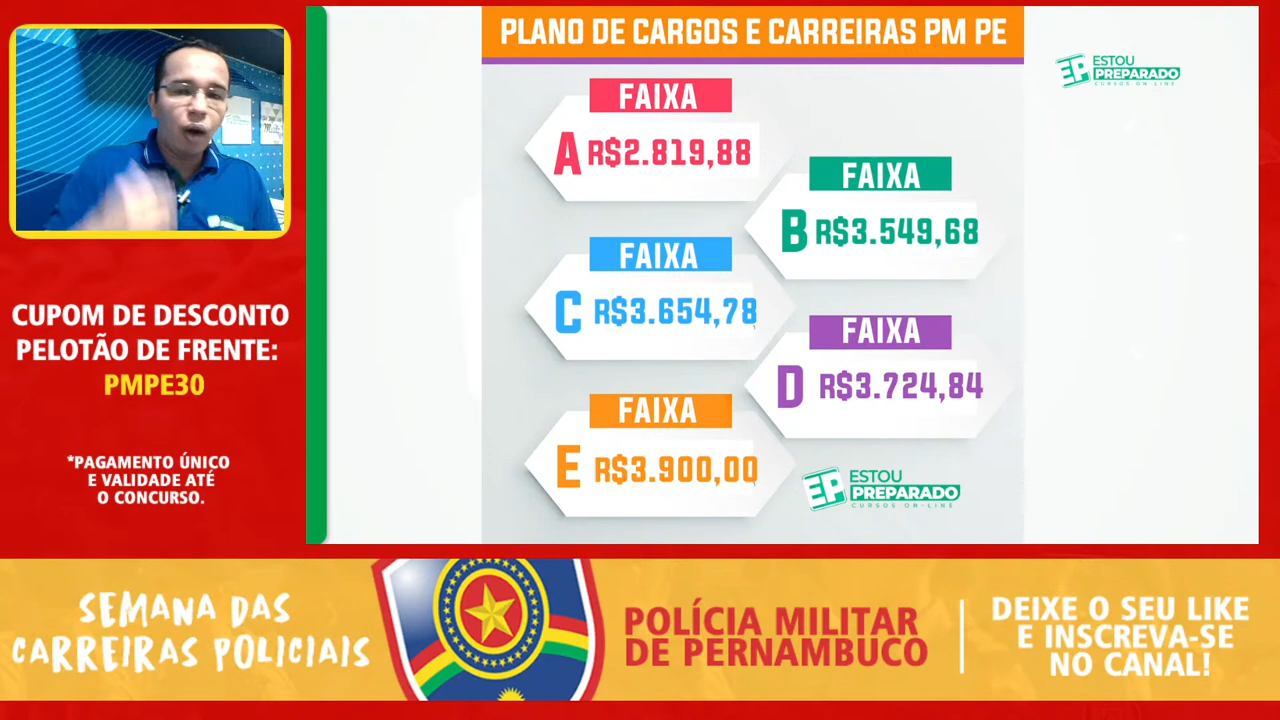 PLANO DE CARGOS E CARREIRAS PM PE
EP ESTOU
PREPARADO
CURSOS ON-LINE
FAIXA
A R$2.819,88
FAIXA
B R$3.549,68
FAIXA
C R$3.654,78
FAIXA
D R$3.724,84
FAIXA
E R$3.900,00
EP ESTOU
PREPARADO
CURSOS ON-LINE
CUPOM DE DESCONTO
PELOTÃO DE FRENTE:
PMPE30
*PAGAMENTO ÚNICO
E VALIDADE ATÉ
O CONCURSO.
SEMANA DAS
CARREIRAS POLICIAIS
POLÍCIA MILITAR
DE PERNAMBUCO
DEIXE O SEU LIKE
E INSCREVA-SE
NO CANAL!